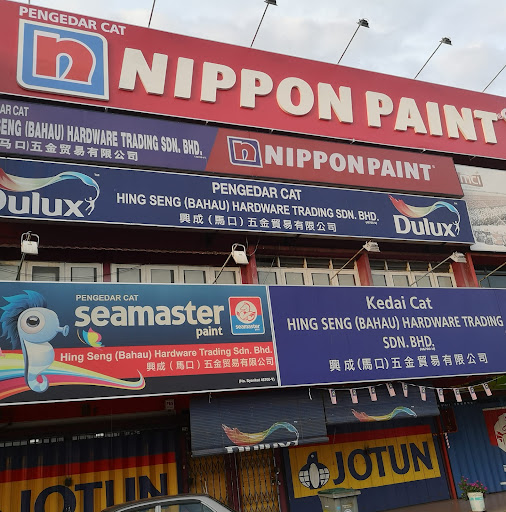 PENGEDAR CAT
n NIPPON PAINT
DAR CAT
ENG (BAHAU) HARDWARE TRADING SDN. BHD.
马口)五金贸易有限公司
n NIPPON PAINT
PENGEDAR CAT
HING SENG (BAHAU) HARDWARE TRADING SDN. BHD.
興成(馬口)五金貿易有限公司
Dulux
Dulux
PENGEDAR CAT
seamaster
paint
SEAMASTER
Hing Seng (Bahau) Hardware Trading Sdn. Bhd.
興成(馬口)五金貿易有限公司
Kedai Cat
HING SENG (BAHAU) HARDWARE TRADING
SDN. BHD.
興成(馬口)五金貿易有限公司
JOTUN
JOTUN